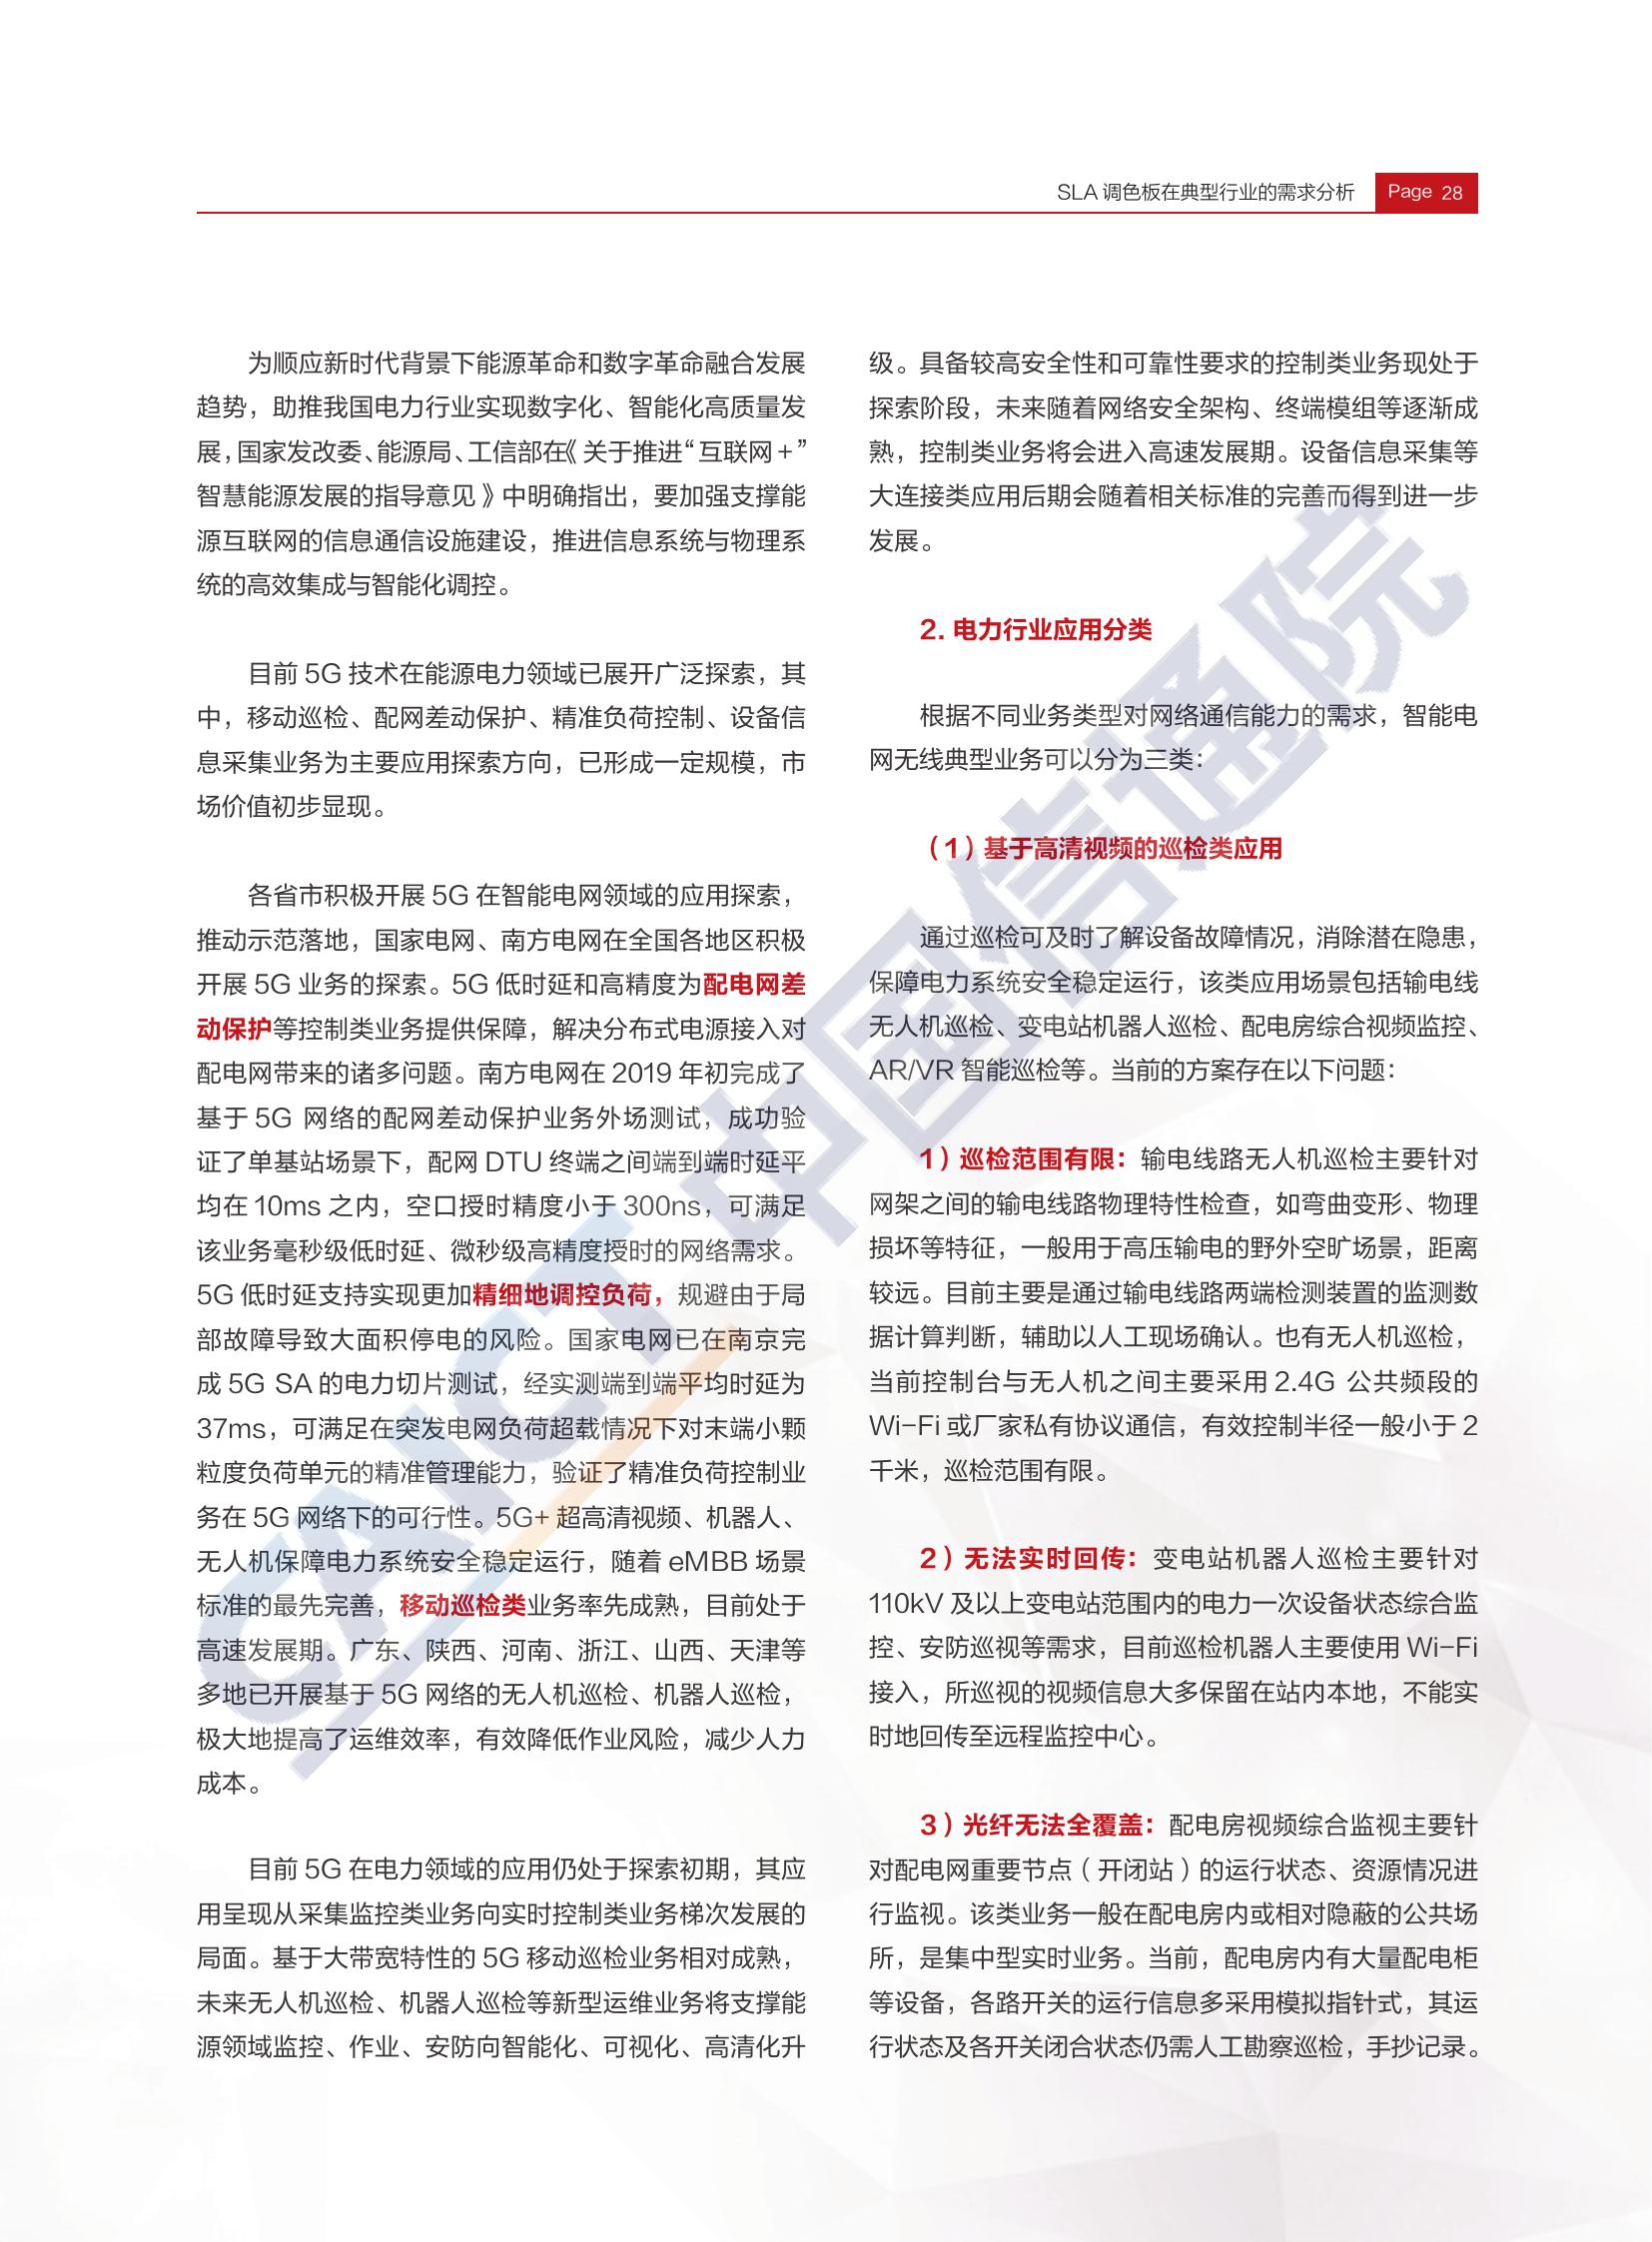 SLA 调色板在典型行业的需求分析 Page 28
为顺应新时代背景下能源革命和数字革命融合发展
趋势，助推我国电力行业实现数字化、智能化高质量发
展，国家发改委、能源局、工信部在《关于推进“互联网+”
智慧能源发展的指导意见》中明确指出，要加强支撑能
源互联网的信息通信设施建设，推进信息系统与物理系
统的高效集成与智能化调控。
目前 5G 技术在能源电力领域已展开广泛探索，其
中，移动巡检、配网差动保护、精准负荷控制、设备信
息采集业务为主要应用探索方向，已形成一定规模，市
场价值初步显现。
各省市积极开展 5G 在智能电网领域的应用探索，
推动示范落地，国家电网、南方电网在全国各地区积极
开展 5G 业务的探索。5G 低时延和高精度为配电网差
动保护等控制类业务提供保障，解决分布式电源接入对
配电网带来的诸多问题。南方电网在 2019 年初完成了
基于 5G 网络的配网差动保护业务外场测试，成功验
证了单基站场景下，配网 DTU 终端之间端到端时延平
均在 10ms 之内，空口授时精度小于 300ns，可满足
该业务毫秒级低时延、微秒级高精度授时的网络需求。
5G 低时延支持实现更加精细地调控负荷，规避由于局
部故障导致大面积停电的风险。国家电网已在南京完
成 5G SA 的电力切片测试，经实测端到端平均时延为
37ms，可满足在突发电网负荷超载情况下对末端小颗
粒度负荷单元的精准管理能力，验证了精准负荷控制业
务在 5G 网络下的可行性。5G+ 超高清视频、机器人、
无人机保障电力系统安全稳定运行，随着 eMBB 场景
标准的最先完善，移动巡检类业务率先成熟，目前处于
高速发展期。广东、陕西、河南、浙江、山西、天津等
多地已开展基于 5G 网络的无人机巡检、机器人巡检，
极大地提高了运维效率，有效降低作业风险，减少人力
成本。
目前 5G 在电力领域的应用仍处于探索初期，其应
用呈现从采集监控类业务向实时控制类业务梯次发展的
局面。基于大带宽特性的 5G 移动巡检业务相对成熟，
未来无人机巡检、机器人巡检等新型运维业务将支撑能
源领域监控、作业、安防向智能化、可视化、高清化升
级。具备较高安全性和可靠性要求的控制类业务现处于
探索阶段，未来随着网络安全架构、终端模组等逐渐成
熟，控制类业务将会进入高速发展期。设备信息采集等
大连接类应用后期会随着相关标准的完善而得到进一步
发展。
2. 电力行业应用分类
根据不同业务类型对网络通信能力的需求，智能电
网无线典型业务可以分为三类：
（1）基于高清视频的巡检类应用
通过巡检可及时了解设备故障情况，消除潜在隐患，
保障电力系统安全稳定运行，该类应用场景包括输电线
无人机巡检、变电站机器人巡检、配电房综合视频监控、
AR/VR 智能巡检等。当前的方案存在以下问题：
1）巡检范围有限：输电线路无人机巡检主要针对
网架之间的输电线路物理特性检查，如弯曲变形、物理
损坏等特征，一般用于高压输电的野外空旷场景，距离
较远。目前主要是通过输电线路两端检测装置的监测数
据计算判断，辅助以人工现场确认。也有无人机巡检，
当前控制台与无人机之间主要采用 2.4G 公共频段的
Wi-Fi 或厂家私有协议通信，有效控制半径一般小于 2
千米，巡检范围有限。
2）无法实时回传：变电站机器人巡检主要针对
110kV 及以上变电站范围内的电力一次设备状态综合监
控、安防巡视等需求，目前巡检机器人主要使用 Wi-Fi
接入，所巡视的视频信息大多保留在站内本地，不能实
时地回传至远程监控中心。
3）光纤无法全覆盖：配电房视频综合监视主要针
对配电网重要节点（开闭站）的运行状态、资源情况进
行监视。该类业务一般在配电房内或相对隐蔽的公共场
所，是集中型实时业务。当前，配电房内有大量配电柜
等设备，各路开关的运行信息多采用模拟指针式，其运
行状态及各开关闭合状态仍需人工勘察巡检，手抄记录。
CAICT 中国信通院